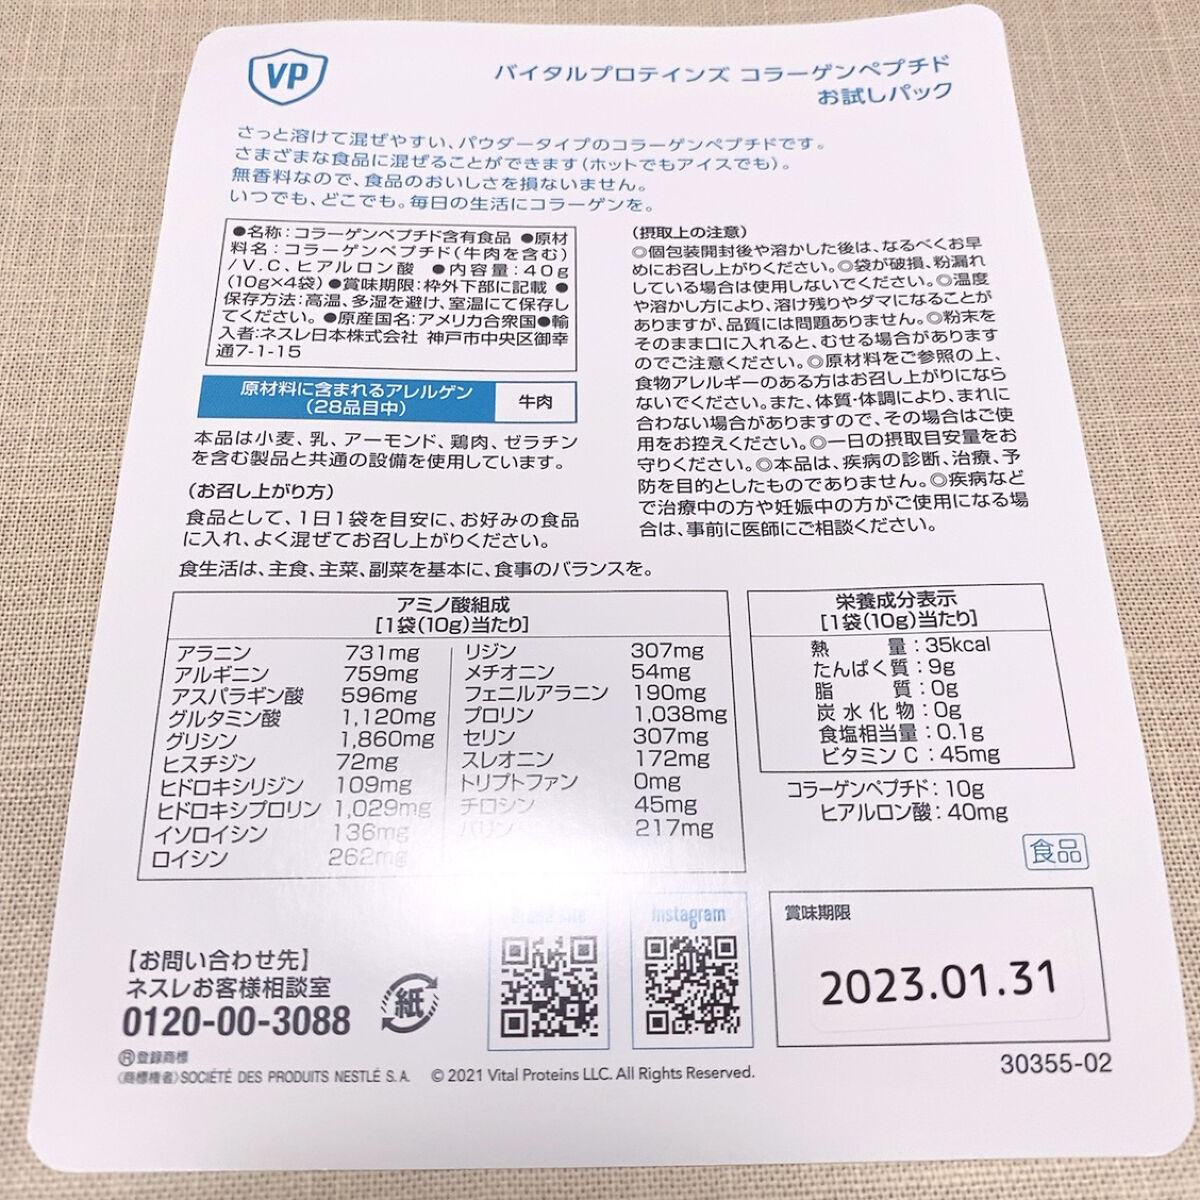 VP
バイタルプロテインズ コラーゲンペプチド
お試しパック
さっと溶けて混ぜやすい、パウダータイプのコラーゲンペプチドです。
さまざまな食品に混ぜることができます(ホットでもアイスでも)。
無香料なので、食品のおいしさを損ないません。
いつでも、どこでも。毎日の生活にコラーゲンを。
●名称:コラーゲンペプチド含有食品 ●原材
料名:コラーゲンペプチド(牛肉を含む)
/V.C、ヒアルロン酸 ●内容量:40g
(10g×4袋)●賞味期限:枠外下部に記載 ●
保存方法:高温、多湿を避け、室温にて保存し
てください。●原産国名:アメリカ合衆国●輸
入者:ネスレ日本株式会社 神戸市中央区御幸
通7-1-15
原材料に含まれるアレルゲン
(28品目中)
牛肉
本品は小麦、乳、アーモンド、鶏肉、ゼラチン
を含む製品と共通の設備を使用しています。
(お召し上がり方)
食品として、1日1袋を目安に、お好みの食品
に入れ、よく混ぜてお召し上がりください。
食生活は、主食、主菜、副菜を基本に、食事のバランスを。
(摂取上の注意)
◎個包装開封後や溶かした後は、なるべくお早
めにお召し上がりください。◎袋が破損、粉漏れ
している場合は使用しないでください。◎温度
や溶かし方により、溶け残りやダマになることが
ありますが、品質には問題ありません。◎粉末を
そのまま口に入れると、むせる場合があります
のでご注意ください。◎原材料をご参照の上、
食物アレルギーのある方はお召し上がりになら
ないでください。また、体質・体調により、まれに
合わない場合がありますので、その場合はご使
用をお控えください。◎一日の摂取目安量をお
守りください。◎本品は、疾病の診断、治療、予
防を目的としたものでありません。◎疾病など
で治療中の方や妊娠中の方がご使用になる場
合は、事前に医師にご相談ください。
アミノ酸組成
[1袋(10g)当たり]
アラニン 731mg
アルギニン 759mg
アスパラギン酸 596mg
グルタミン酸 1,120mg
グリシン 1,860mg
ヒスチジン 72mg
ヒドロキシリジン 109mg
ヒドロキシプロリン 1,029mg
イソロイシン 136mg
ロイシン 262mg
リジン 307mg
メチオニン 54mg
フェニルアラニン 190mg
プロリン 1,038mg
セリン 307mg
スレオニン 172mg
トリプトファン 0mg
チロシン 45mg
バリン 217mg
栄養成分表示
[1袋(10g)当たり]
熱量:35kcal
たんぱく質:9g
脂質:0g
炭水化物:0g
食塩相当量:0.1g
ビタミンC:45mg
コラーゲンペプチド:10g
ヒアルロン酸:40mg
食品
【お問い合わせ先】
ネスレお客様相談室
0120-00-3088
紙
Instagram
賞味期限
2023.01.31
Ⓡ登録商標
(商標権者)SOCIÉTÉ DES PRODUITS NESTLÉ S.A. © 2021 Vital Proteins LLC. All Rights Reserved.
30355-02